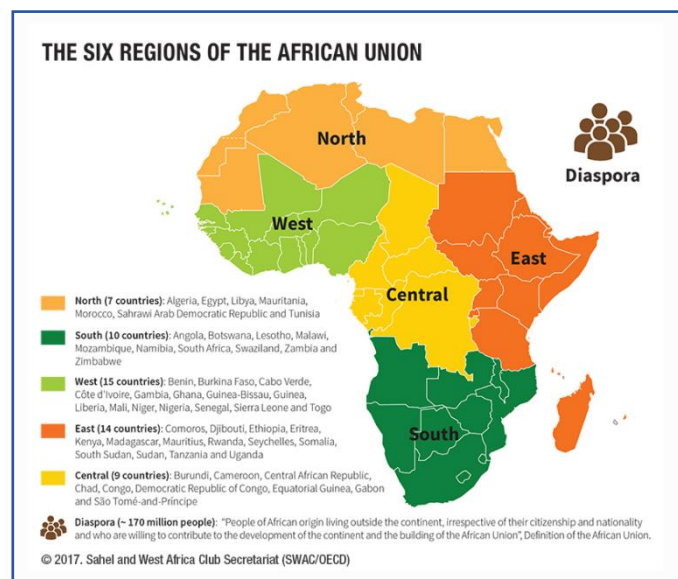 THE SIX REGIONS OF THE AFRICAN UNION
North
Diaspora
West
East
Central
South
North (7 countries): Algeria, Egypt, Libya, Mauritania,
Morocco, Sahrawi Arab Democratic Republic and Tunisia
South (10 countries): Angola, Botswana, Lesotho, Malawi,
Mozambique, Namibia, South Africa, Swaziland, Zambia and
Zimbabwe
West (15 countries): Benin, Burkina Faso, Cabo Verde,
Côte d'Ivoire, Gambia, Ghana, Guinea-Bissau, Guinea,
Liberia, Mali, Niger, Nigeria, Senegal, Sierra Leone and Togo
East (14 countries): Comoros, Djibouti, Ethiopia, Eritrea,
Kenya, Madagascar, Mauritius, Rwanda, Seychelles, Somalia,
South Sudan, Sudan, Tanzania and Uganda
Central (9 countries): Burundi, Cameroon, Central African Republic,
Chad, Congo, Democratic Republic of Congo, Equatorial Guinea, Gabon
and São Tomé-and-Príncipe
Diaspora (~ 170 million people): "People of African origin living outside the continent, irrespective of their citizenship and nationality
and who are willing to contribute to the development of the continent and the building of the African Union", Definition of the African Union.
© 2017. Sahel and West Africa Club Secretariat (SWAC/OECD)